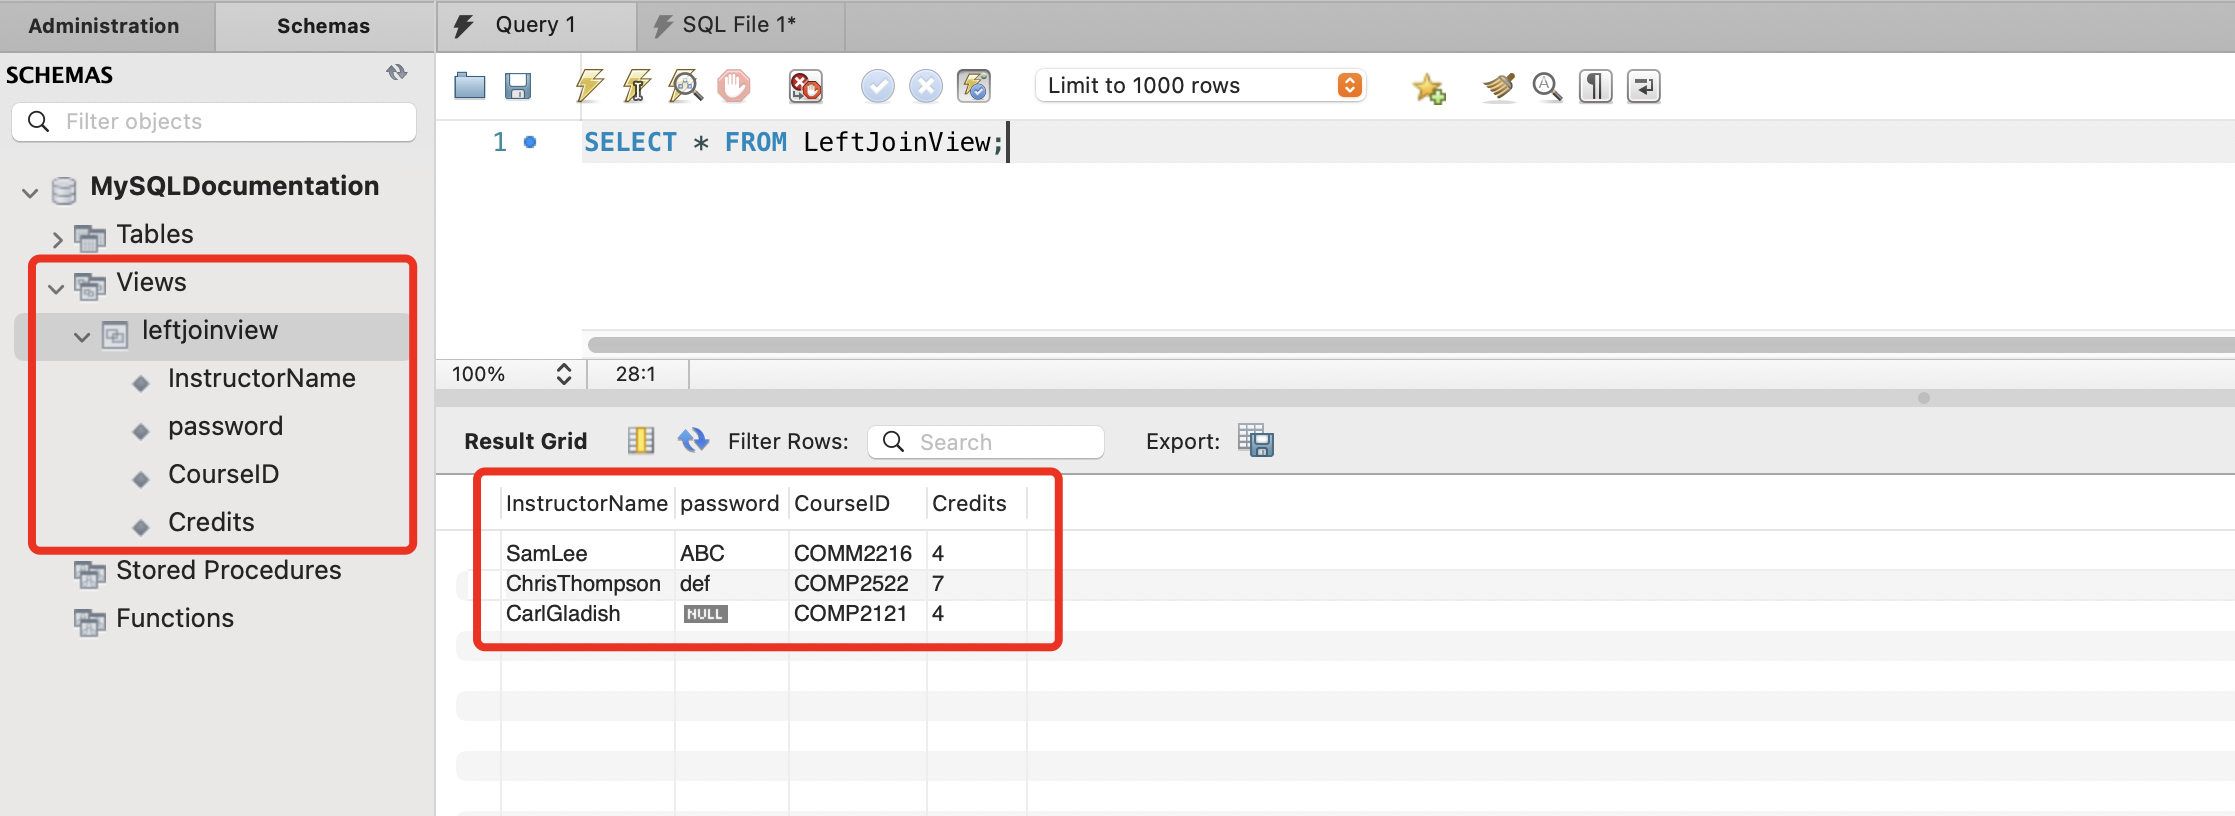 Administration
Schemas
Query 1
SQL File 1*
SCHEMAS
Filter objects
Limit to 1000 rows
1 SELECT * FROM LeftJoinView;
MySQLDocumentation
Tables
Views
leftjoinview
InstructorName
password
CourseID
Credits
Stored Procedures
Functions
100% 28:1
Result Grid Filter Rows: Search Export:
InstructorName password CourseID Credits
SamLee ABC COMM2216 4
ChrisThompson def COMP2522 7
CarlGladish NULL COMP2121 4